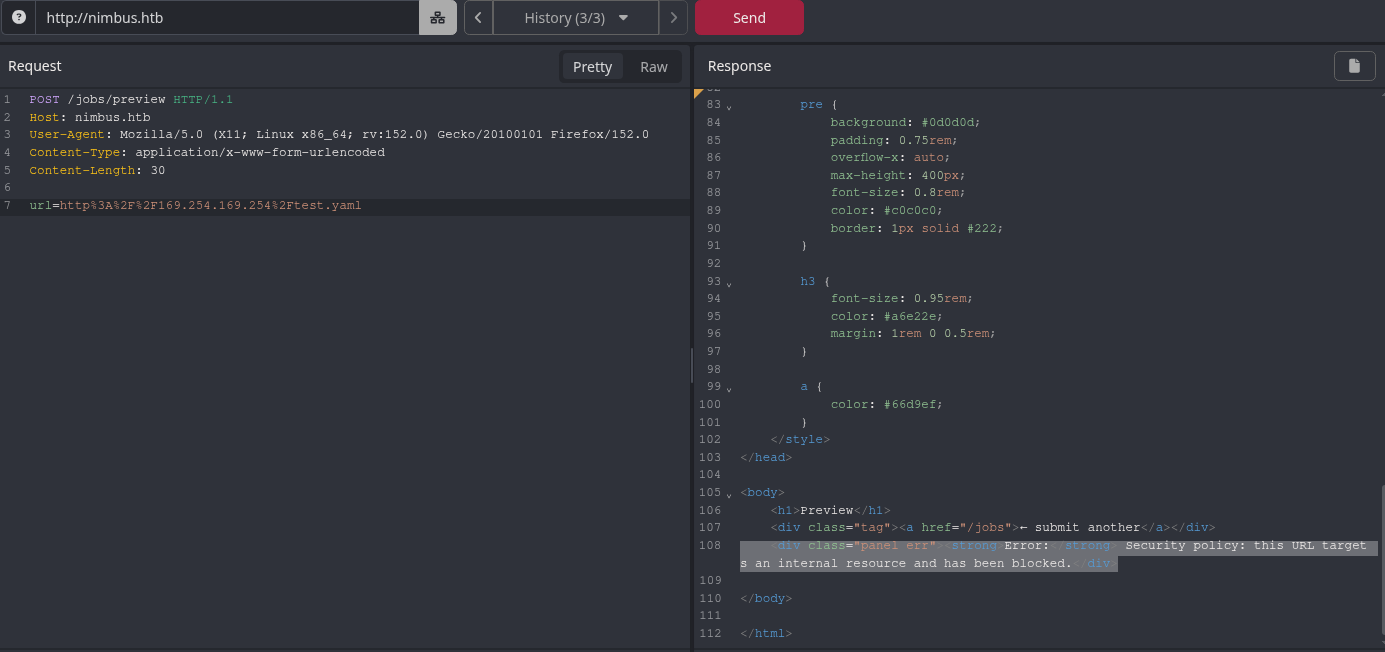 http://nimbus.htb
History (3/3)
Send
Request
Pretty
Raw
1 POST /jobs/preview HTTP/1.1
2 Host: nimbus.htb
3 User-Agent: Mozilla/5.0 (X11; Linux x86_64; rv:152.0) Gecko/20100101 Firefox/152.0
4 Content-Type: application/x-www-form-urlencoded
5 Content-Length: 30
6
7 url=http%3A%2F%2F169.254.169.254%2Ftest.yaml
Response
83 pre {
84 background: #0d0d0d;
85 padding: 0.75rem;
86 overflow-x: auto;
87 max-height: 400px;
88 font-size: 0.8rem;
89 color: #c0c0c0;
90 border: 1px solid #222;
91 }
92
93 h3 {
94 font-size: 0.95rem;
95 color: #a6e22e;
96 margin: 1rem 0 0.5rem;
97 }
98
99 a {
100 color: #66d9ef;
101 }
102 </style>
103 </head>
104
105 <body>
106 <h1>Preview</h1>
107 <div class="tag"><a href="/jobs">← submit another</a></div>
108 <div class="panel err"><strong>Error:</strong> Security policy: this URL target
s an internal resource and has been blocked.</div>
109
110 </body>
111
112 </html>